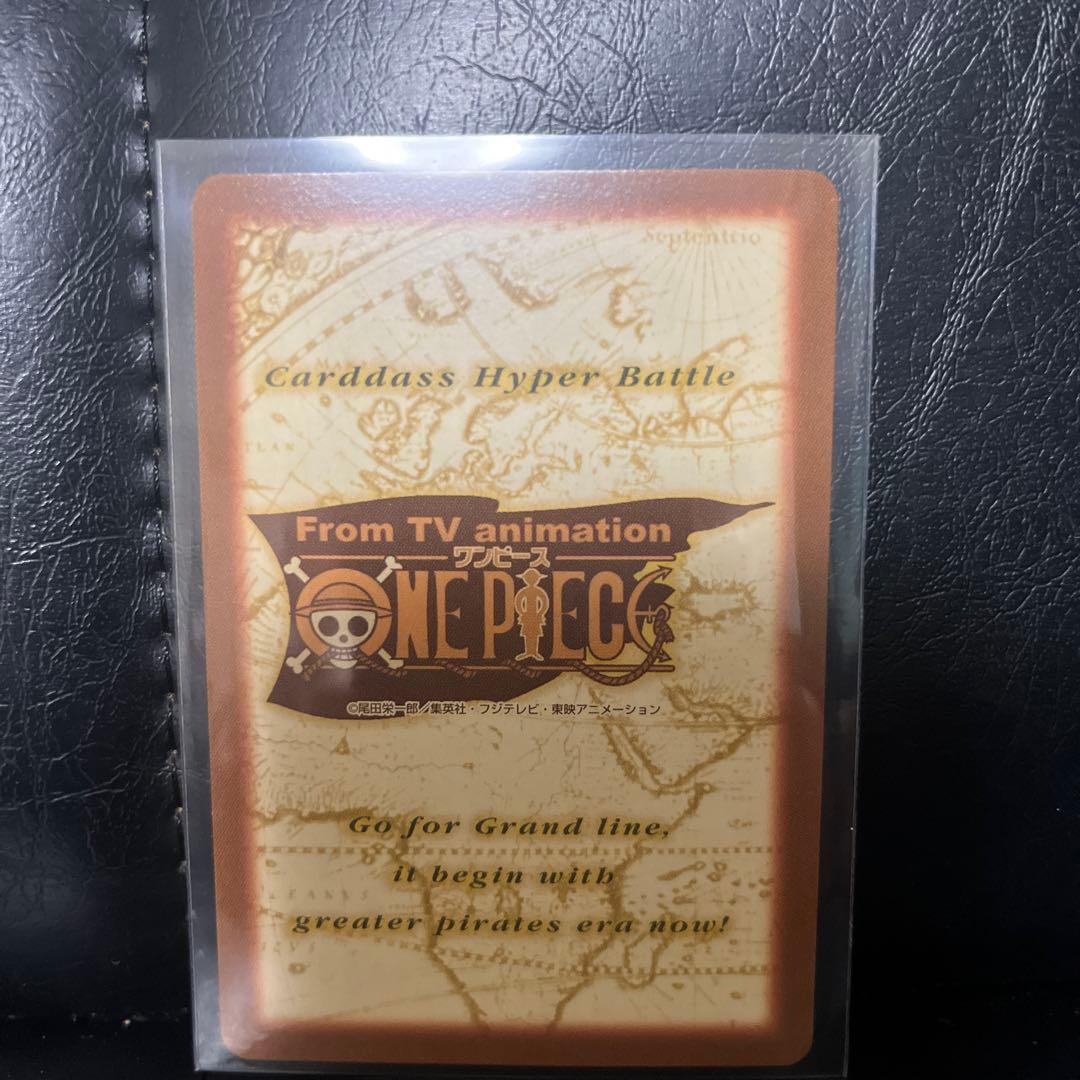 Septentrio
Carddass Hyper Battle
From TV animation
ワンピース
ONE PIECE
©尾田栄一郎／集英社・フジテレビ・東映アニメーション
Go for Grand line,
it begin with
greater pirates era now!